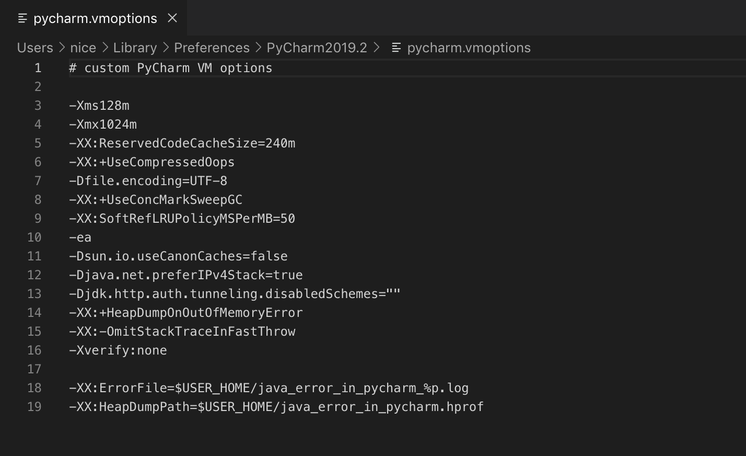 pycharm.vmoptions
Users > nice > Library > Preferences > PyCharm2019.2 > pycharm.vmoptions
1 # custom PyCharm VM options
2
3 -Xms128m
4 -Xmx1024m
5 -XX:ReservedCodeCacheSize=240m
6 -XX:+UseCompressedOops
7 -Dfile.encoding=UTF-8
8 -XX:+UseConcMarkSweepGC
9 -XX:SoftRefLRUPolicyMSPerMB=50
10 -ea
11 -Dsun.io.useCanonCaches=false
12 -Djava.net.preferIPv4Stack=true
13 -Djdk.http.auth.tunneling.disabledSchemes=""
14 -XX:+HeapDumpOnOutOfMemoryError
15 -XX:-OmitStackTraceInFastThrow
16 -Xverify:none
17
18 -XX:ErrorFile=$USER_HOME/java_error_in_pycharm_%p.log
19 -XX:HeapDumpPath=$USER_HOME/java_error_in_pycharm.hprof